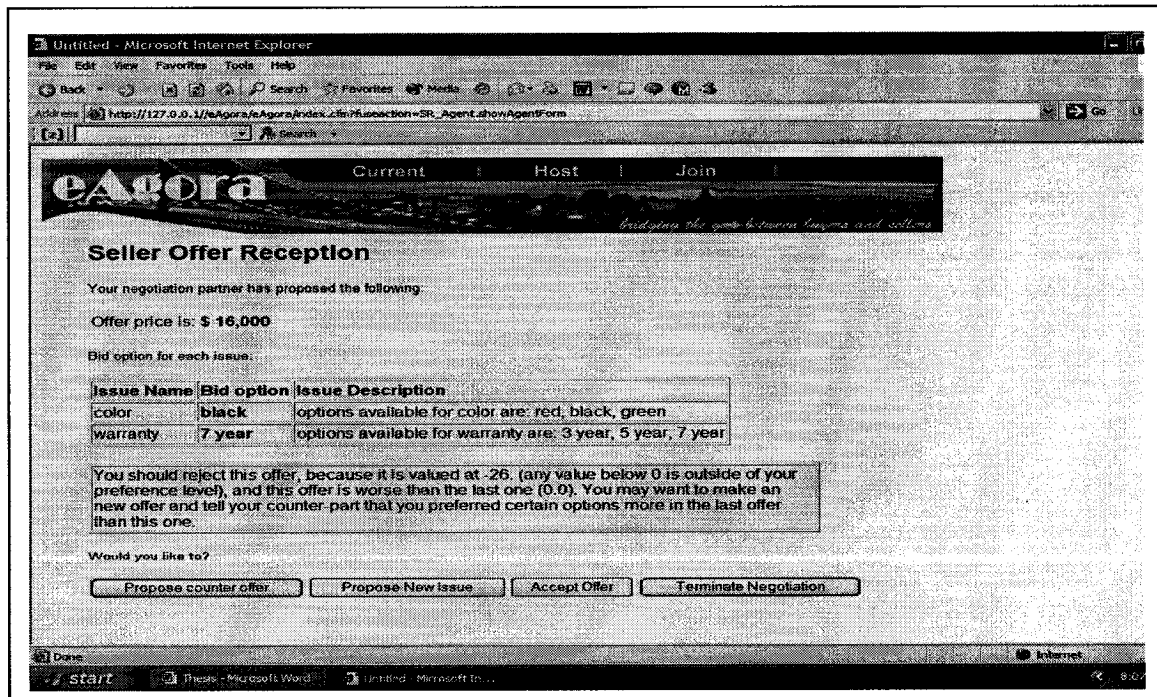 Untitled - Microsoft Internet Explorer
File Edit View Favorites Tools Help
Back Search Favorites Media
Address http://127.0.0.1//eAgora/eAgora/index.cfm?fuseaction=SR_Agent.showAgentForm Go
Search
Current | Host | Join |
eAgora
bridging the gap between buyers and sellers
Seller Offer Reception
Your negotiation partner has proposed the following:
Offer price is: $ 16,000
Bid option for each issue:
Issue Name Bid option Issue Description
color black options available for color are: red, black, green
warranty 7 year options available for warranty are: 3 year, 5 year, 7 year
You should reject this offer, because it is valued at -26. (any value below 0 is outside of your
preference level), and this offer is worse than the last one (0.0). You may want to make an
new offer and tell your counter-part that you preferred certain options more in the last offer
than this one.
Would you like to?
Propose counter offer Propose New Issue Accept Offer Terminate Negotiation
Done Internet
start Thesis - Microsoft Word Untitled - Microsoft In...